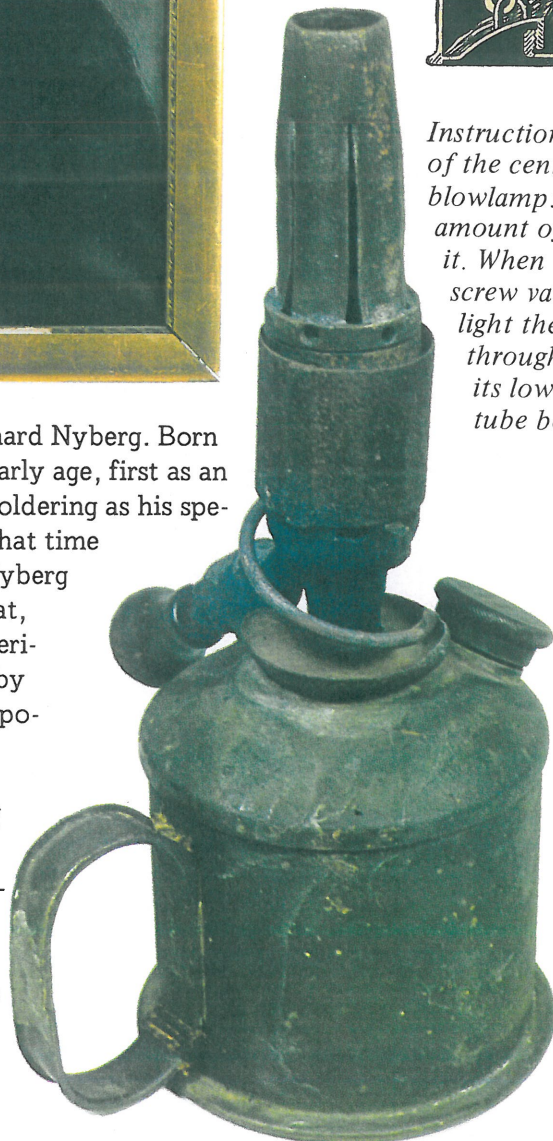 Instruction
of the cen
blowlamp.
amount o
it. When
screw va
light the
through
its low
tube b
hard Nyberg. Born
arly age, first as an
oldering as his spe-
hat time
yberg
at,
eri-
by
po-